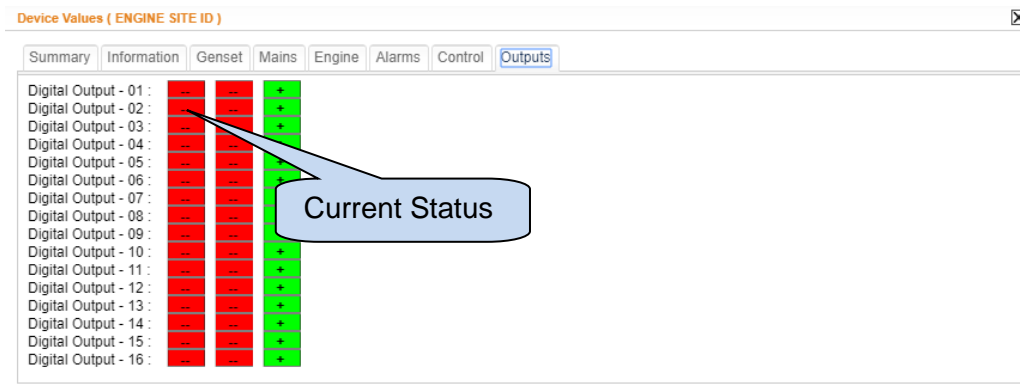 Device Values ( ENGINE SITE ID )
Summary Information Genset Mains Engine Alarms Control Outputs
Digital Output - 01 : -- -- +
Digital Output - 02 : -- -- +
Digital Output - 03 : -- -- +
Digital Output - 04 : -- --
Digital Output - 05 : -- --
Digital Output - 06 : -- -- +
Digital Output - 07 : -- --
Digital Output - 08 : -- --
Digital Output - 09 : -- --
Digital Output - 10 : -- -- +
Digital Output - 11 : -- -- +
Digital Output - 12 : -- -- +
Digital Output - 13 : -- -- +
Digital Output - 14 : -- -- +
Digital Output - 15 : -- -- +
Digital Output - 16 : -- -- +
Current Status